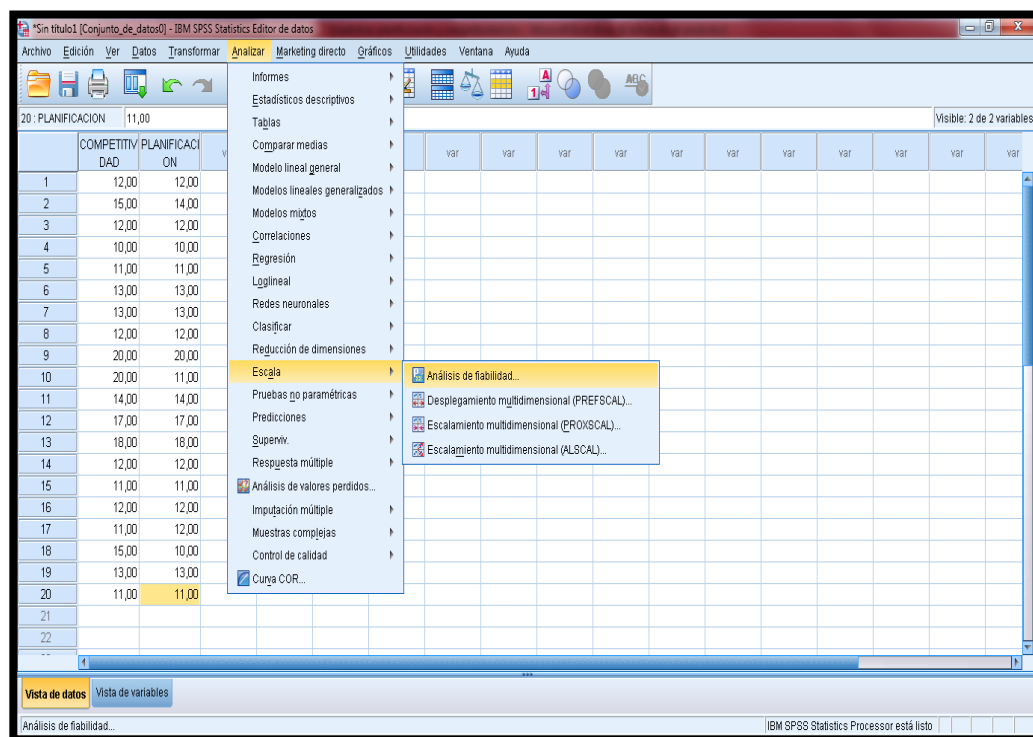 *Sin título1 [Conjunto_de_datos0] - IBM SPSS Statistics Editor de datos
Archivo Edición Ver Datos Transformar Analizar Marketing directo Gráficos Utilidades Ventana Ayuda
20 : PLANIFICACION 11,00 Visible: 2 de 2 variables
COMPETITIV
DAD
PLANIFICACI
ON
var var var var var var var var var var var
1 12,00 12,00
2 15,00 14,00
3 12,00 12,00
4 10,00 10,00
5 11,00 11,00
6 13,00 13,00
7 13,00 13,00
8 12,00 12,00
9 20,00 20,00
10 20,00 11,00
11 14,00 14,00
12 17,00 17,00
13 18,00 18,00
14 12,00 12,00
15 11,00 11,00
16 12,00 12,00
17 11,00 12,00
18 15,00 10,00
19 13,00 13,00
20 11,00 11,00
21
22
Informes
Estadísticos descriptivos
Tablas
Comparar medias
Modelo lineal general
Modelos lineales generalizados
Modelos mixtos
Correlaciones
Regresión
Loglineal
Redes neuronales
Clasificar
Reducción de dimensiones
Escala
Pruebas no paramétricas
Predicciones
Superviv.
Respuesta múltiple
Análisis de valores perdidos...
Imputación múltiple
Muestras complejas
Control de calidad
Curva COR...
Análisis de fiabilidad...
Desplegamiento multidimensional (PREFSCAL)...
Escalamiento multidimensional (PROXSCAL)...
Escalamiento multidimensional (ALSCAL)...
Vista de datos Vista de variables
Análisis de fiabilidad... IBM SPSS Statistics Processor está listo